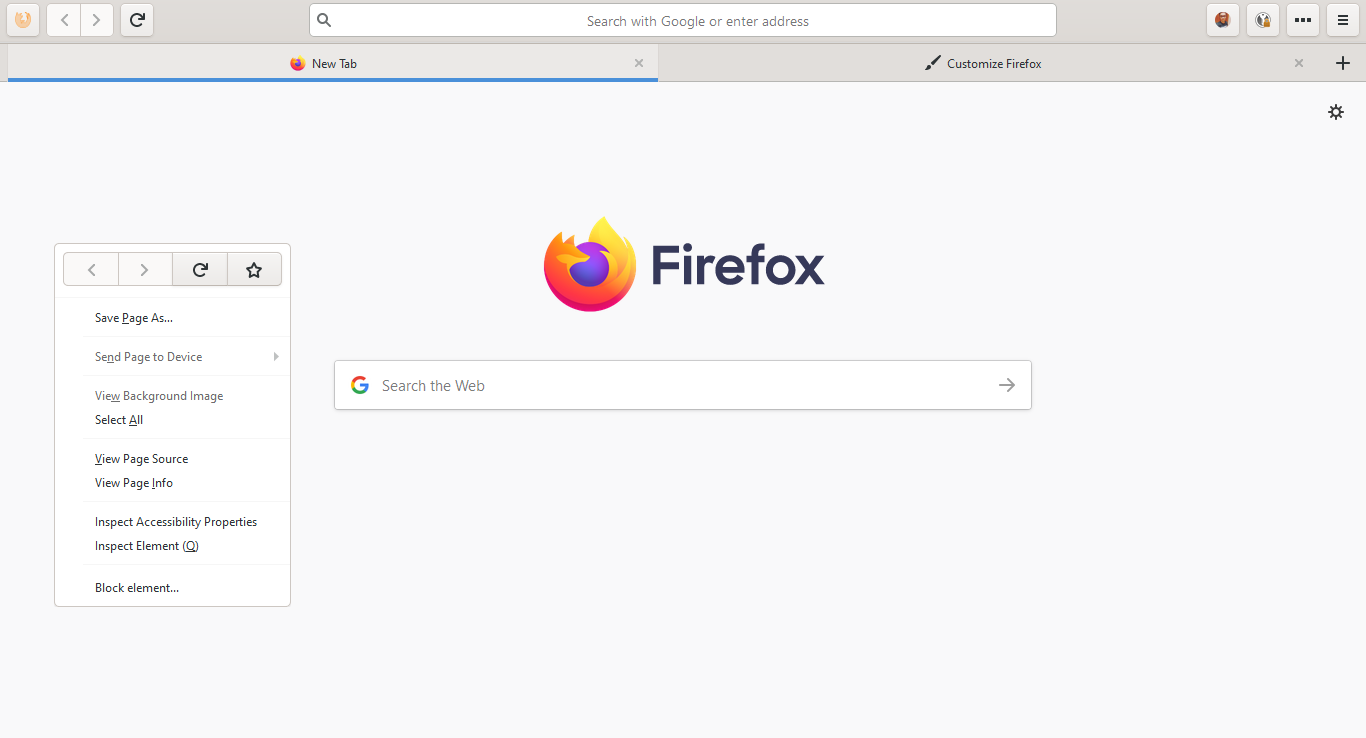 Search with Google or enter address
New Tab
Customize Firefox
Firefox
Search the Web
Save Page As...
Send Page to Device
View Background Image
Select All
View Page Source
View Page Info
Inspect Accessibility Properties
Inspect Element (Q)
Block element...